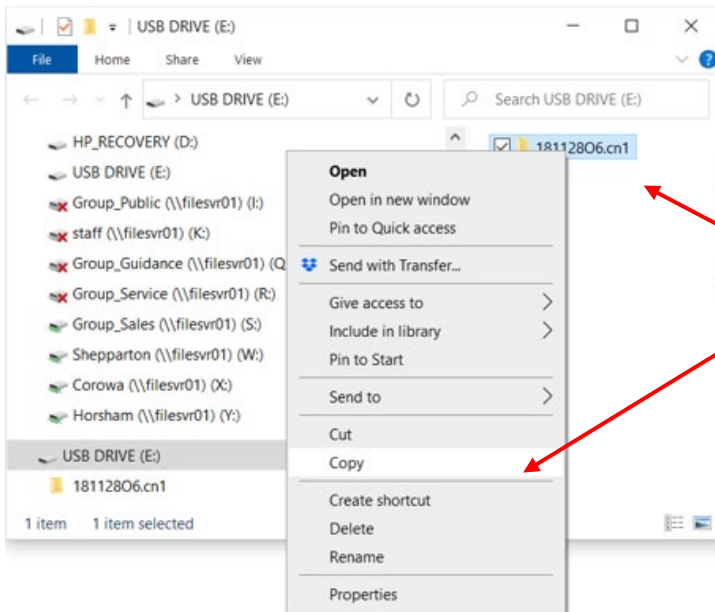 USB DRIVE (E:)
File Home Share View
> USB DRIVE (E:) Search USB DRIVE (E:)
HP_RECOVERY (D:)
USB DRIVE (E:)
Group_Public (\\filesvr01) (I:)
staff (\\filesvr01) (K:)
Group_Guidance (\\filesvr01) (Q
Group_Service (\\filesvr01) (R:)
Group_Sales (\\filesvr01) (S:)
Shepparton (\\filesvr01) (W:)
Corowa (\\filesvr01) (X:)
Horsham (\\filesvr01) (Y:)
USB DRIVE (E:)
181128O6.cn1
1 item 1 item selected
181128O6.cn1
Open
Open in new window
Pin to Quick access
Send with Transfer...
Give access to
Include in library
Pin to Start
Send to
Cut
Copy
Create shortcut
Delete
Rename
Properties